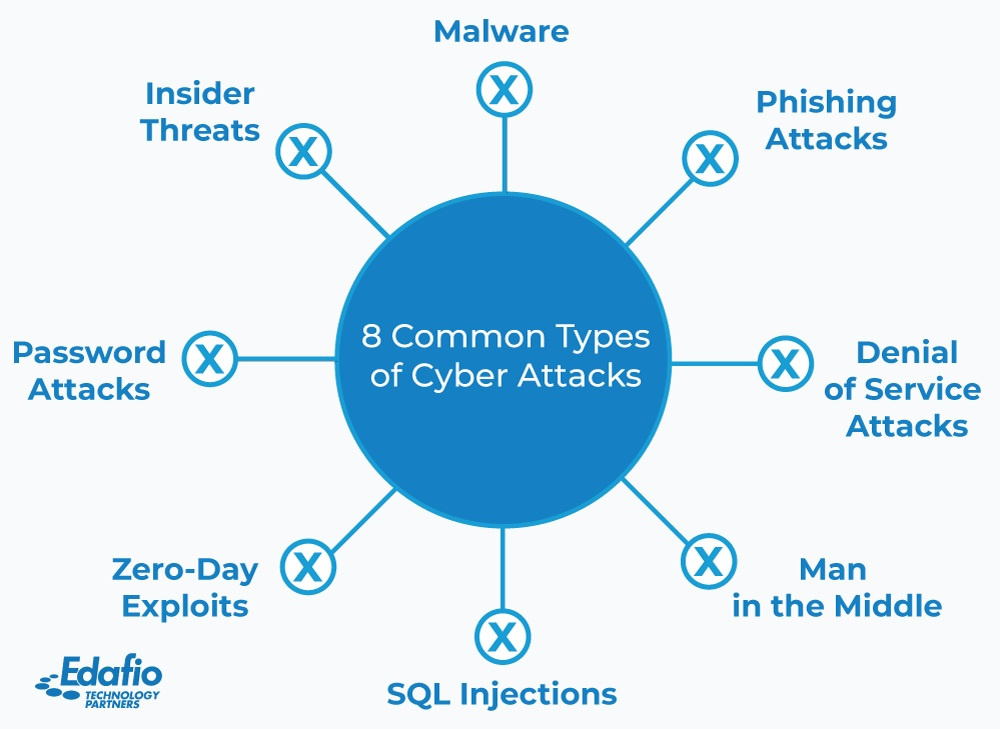 Malware
X
Phishing
Attacks
X
Denial
of Service
Attacks
X
Man
in the Middle
X
SQL Injections
X
Zero-Day
Exploits
X
Password
Attacks
X
Insider
Threats
X
8 Common Types
of Cyber Attacks
Edafio
TECHNOLOGY
PARTNERS